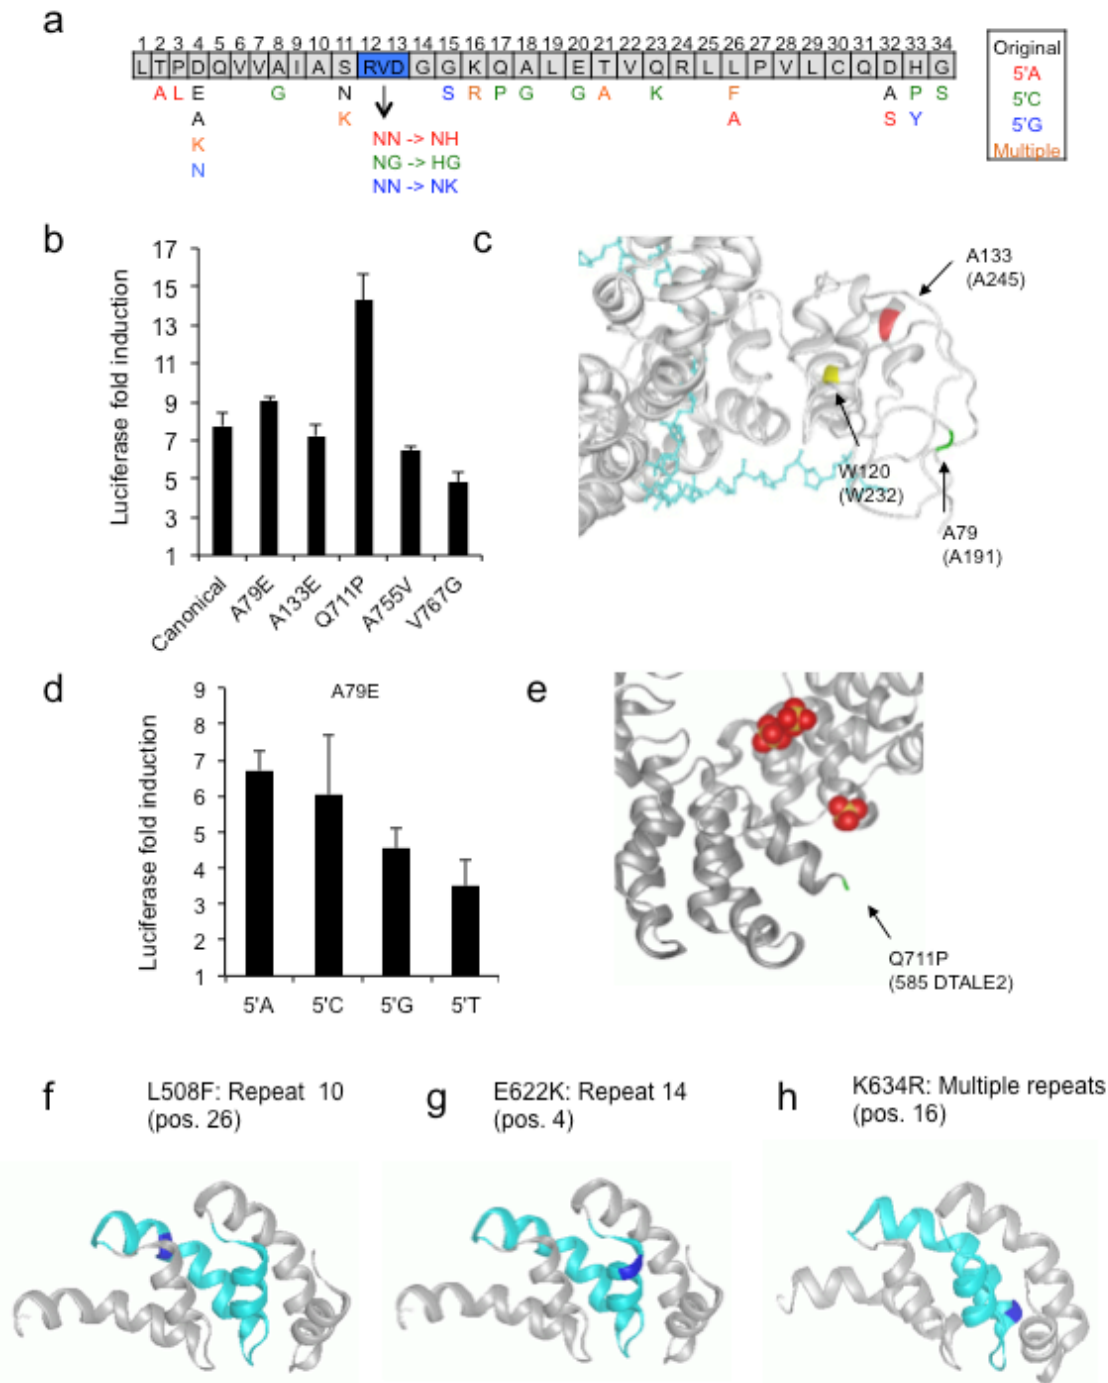 a
1 2 3 4 5 6 7 8 9 10 11 12 13 14 15 16 17 18 19 20 21 22 23 24 25 26 27 28 29 30 31 32 33 34
L T P D Q V V A I A S RVD G G K Q A L E T V Q R L L P V L C Q D H G
A L E G N S R P G G A K F A P S
A K A S Y
K
N
NN -> NH
NG -> HG
NN -> NK
Original
5'A
5'C
5'G
Multiple
b
Luciferase fold induction
17
15
13
11
9
7
5
3
1
Canonical
A79E
A133E
Q711P
A755V
V767G
c
A133
(A245)
W120
(W232)
A79
(A191)
d
A79E
Luciferase fold induction
9
8
7
6
5
4
3
2
1
5'A 5'C 5'G 5'T
e
Q711P
(585 DTALE2)
f
L508F: Repeat 10
(pos. 26)
g
E622K: Repeat 14
(pos. 4)
h
K634R: Multiple repeats
(pos. 16)